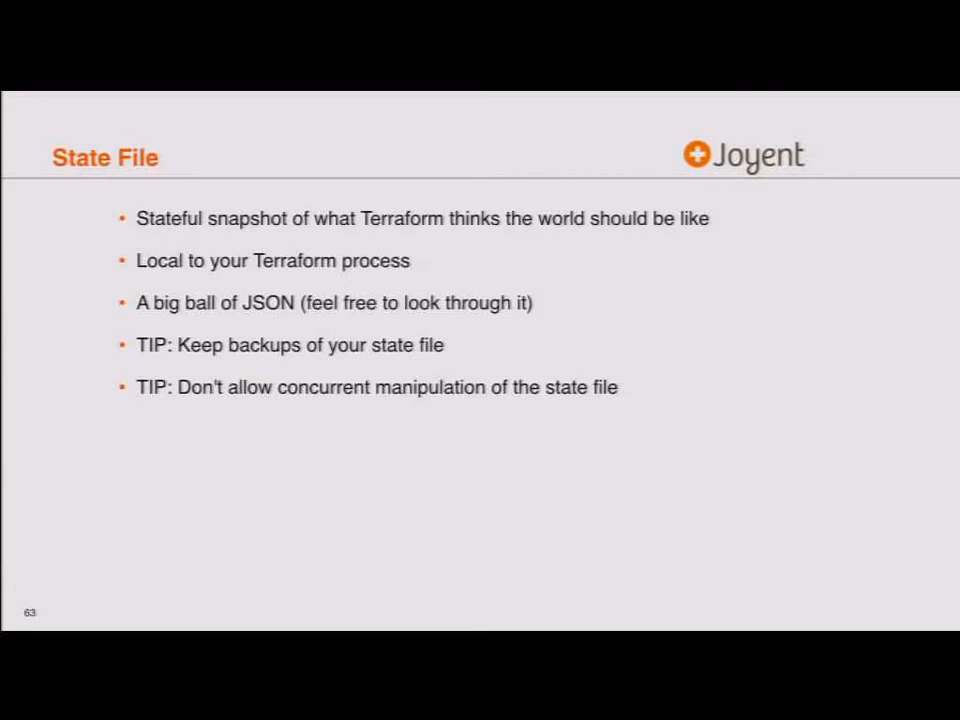 State File
Joyent
• Stateful snapshot of what Terraform thinks the world should be like
• Local to your Terraform process
• A big ball of JSON (feel free to look through it)
• TIP: Keep backups of your state file
• TIP: Don't allow concurrent manipulation of the state file
63